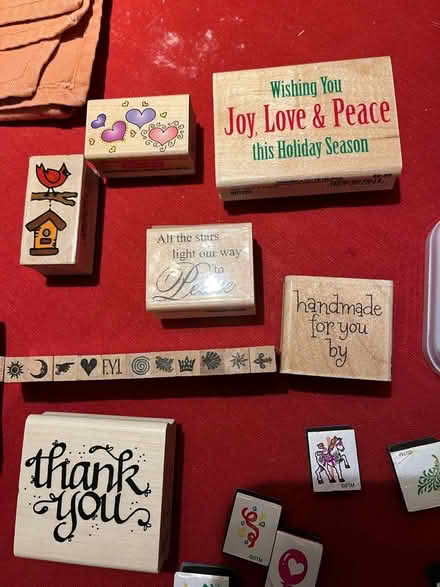 Wishing You
Joy, Love & Peace
this Holiday Season
All the stars
light our way
to
Peace
handmade
for you
by
FYI
thank
you